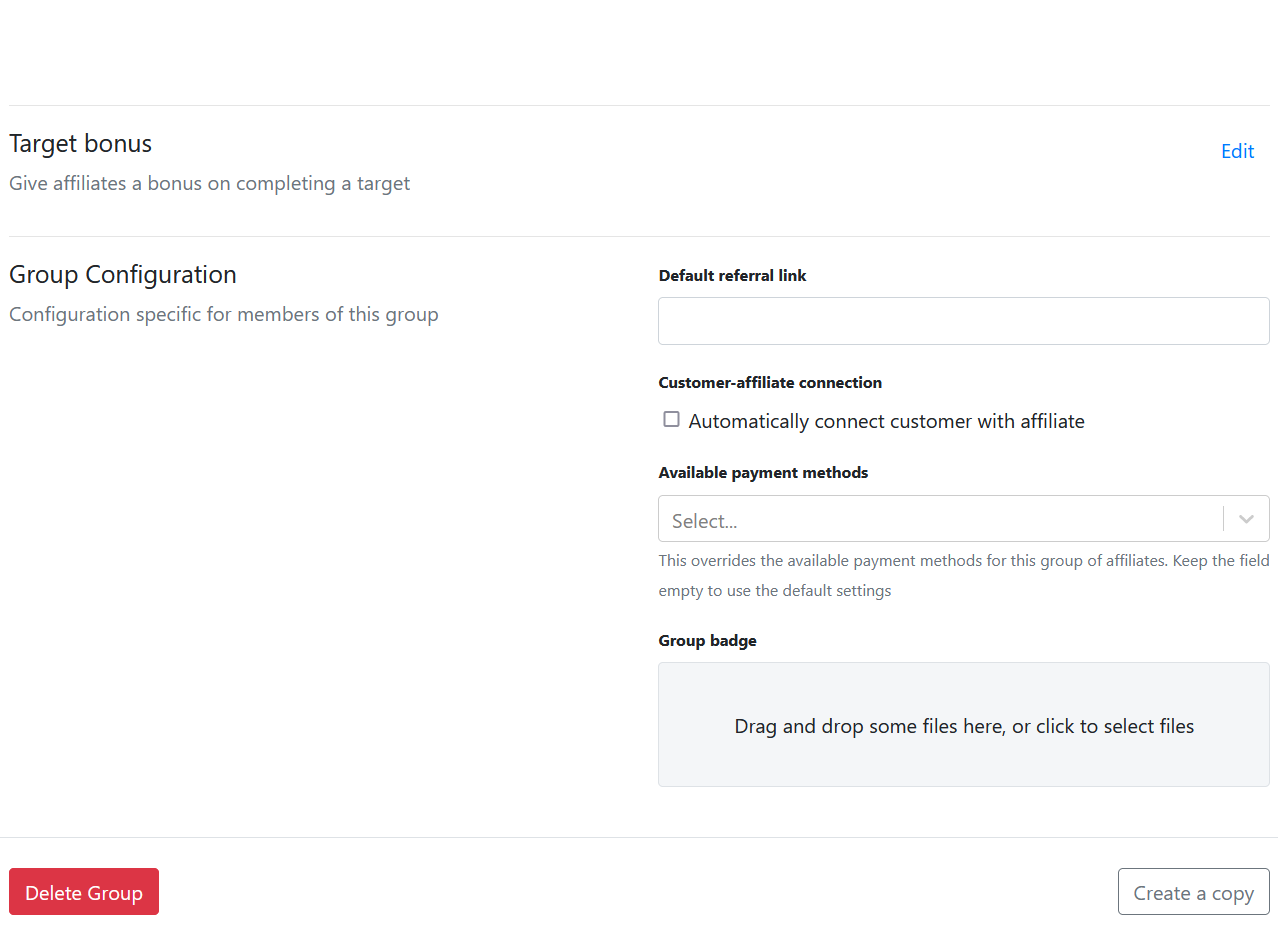 Target bonus
Edit
Give affiliates a bonus on completing a target
Group Configuration
Configuration specific for members of this group
Default referral link
Customer-affiliate connection
Automatically connect customer with affiliate
Available payment methods
Select...
This overrides the available payment methods for this group of affiliates. Keep the field
empty to use the default settings
Group badge
Drag and drop some files here, or click to select files
Delete Group
Create a copy